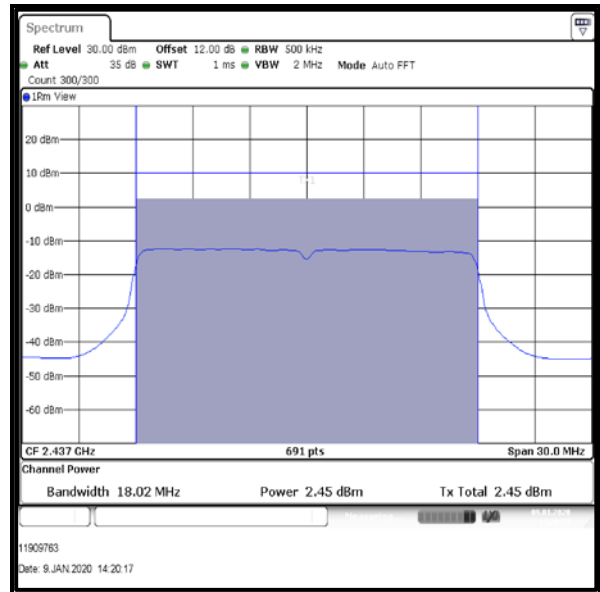 Spectrum
Ref Level 30.00 dBm Offset 12.00 dB RBW 500 kHz
Att 35 dB SWT 1 ms VBW 2 MHz Mode Auto FFT
Count 300/300
1Rm View
20 dBm
10 dBm
0 dBm
-10 dBm
-20 dBm
-30 dBm
-40 dBm
-50 dBm
-60 dBm
CF 2.437 GHz 691 pts Span 30.0 MHz
Channel Power
Bandwidth 18.02 MHz Power 2.45 dBm Tx Total 2.45 dBm
11909763
Date: 9.JAN.2020 14:20:17